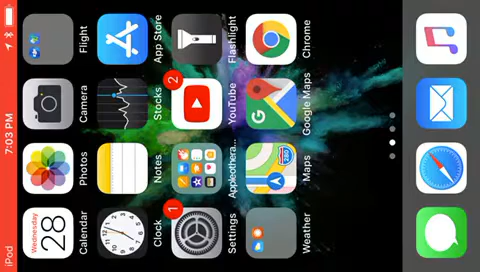 iPod 7:03 PM
Wednesday
28
Calendar Photos Camera Flight
Clock Notes Stocks App Store
1 2
Settings Appleothera... YouTube Flashlight
280 G
Weather Maps Google Maps Chrome